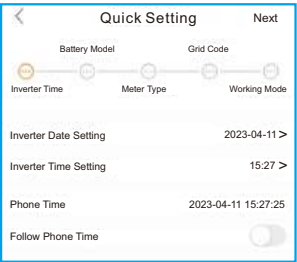 Quick Setting Next
Battery Model Grid Code
Inverter Time Meter Type Working Mode
Inverter Date Setting 2023-04-11 >
Inverter Time Setting 15:27 >
Phone Time 2023-04-11 15:27:25
Follow Phone Time